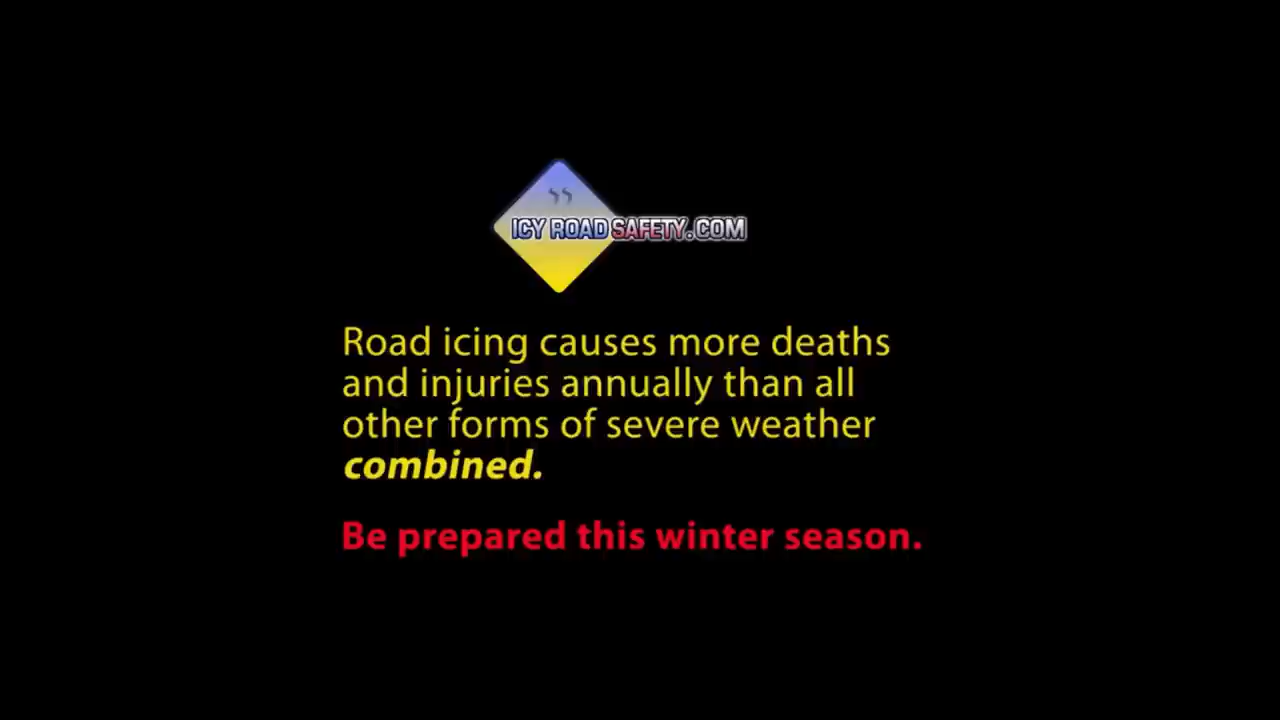 ICY ROAD SAFETY.COM
Road icing causes more deaths
and injuries annually than all
other forms of severe weather
combined.
Be prepared this winter season.